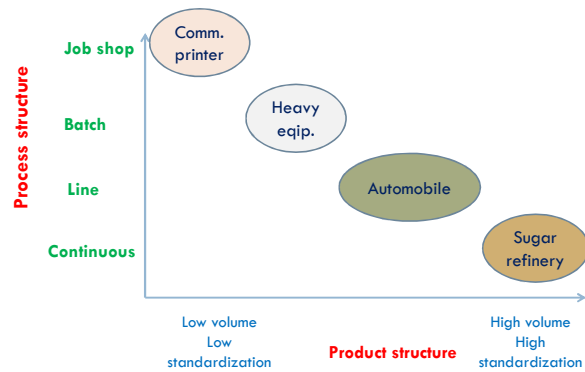 Process structure
Job shop
Batch
Line
Continuous
Comm.
printer
Heavy
eqip.
Automobile
Sugar
refinery
Low volume
Low
standardization
Product structure
High volume
High
standardization